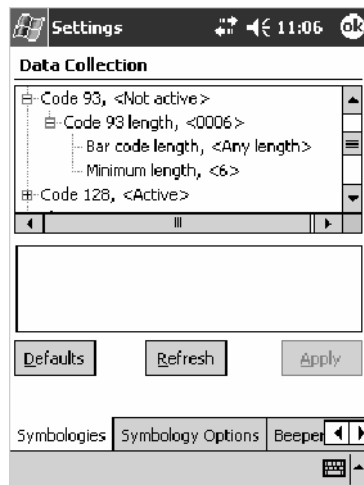 Settings 11:06 ok
Data Collection
Code 93, <Not active>
Code 93 length, <0006>
Bar code length, <Any length>
Minimum length, <6>
Code 128, <Active>
Defaults Refresh Apply
Symbologies Symbology Options Beeper